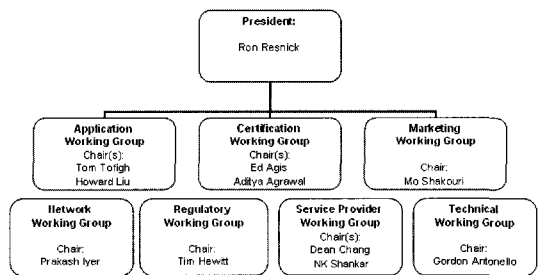 President:
Ron Resnick
Application
Working Group
Chair(s):
Tom Tofigh
Howard Liu
Certification
Working Group
Chair(s):
Ed Agis
Aditya Agrawal
Marketing
Working Group
Chair:
Mo Shakouri
Network
Working Group
Chair:
Prakash Iyer
Regulatory
Working Group
Chair:
Tim Hewitt
Service Provider
Working Group
Chair(s):
Dean Chang
NK Shankar
Technical
Working Group
Chair:
Gordon Antonello